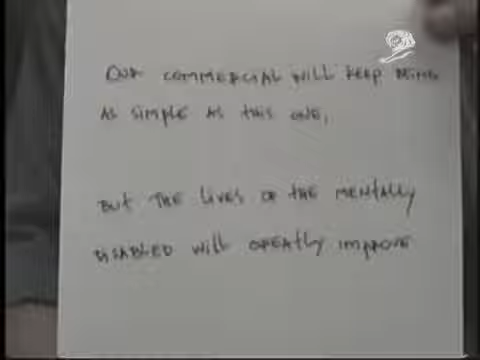 OUR COMMERCIAL WILL KEEP BEING
AS SIMPLE AS THIS ONE,
BUT THE LIVES OF THE MENTALLY
DISABLED WILL GREATLY IMPROVE